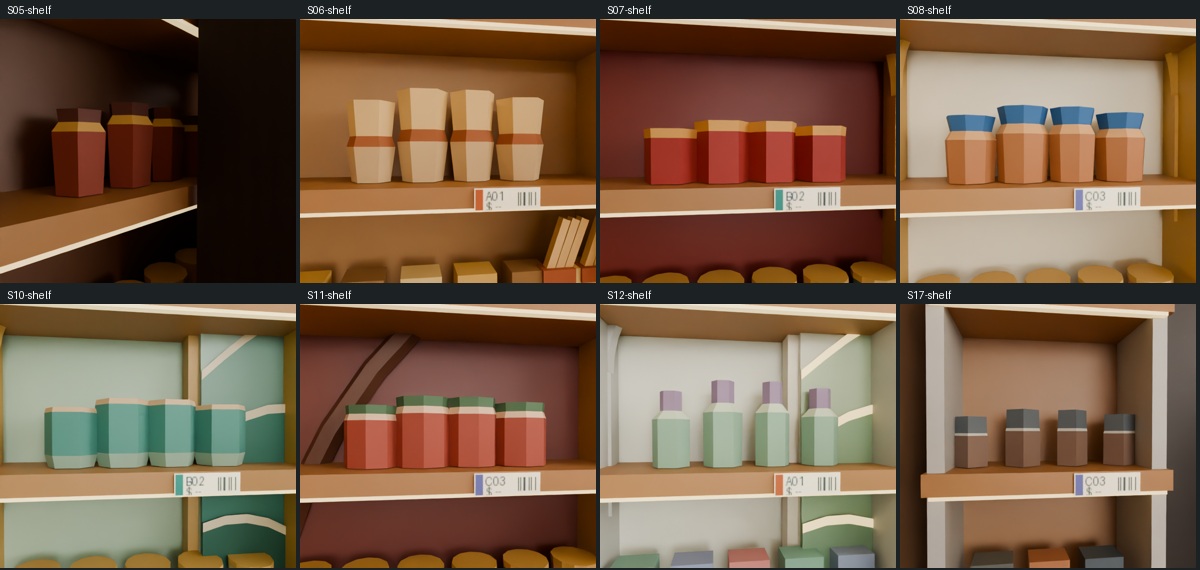 S05-shelf
S06-shelf
S07-shelf
S08-shelf
A01
$ --
B02
$ --
C03
$ --
S10-shelf
S11-shelf
S12-shelf
S17-shelf
B02
$ --
C03
$ --
A01
$ --
C03
$ --